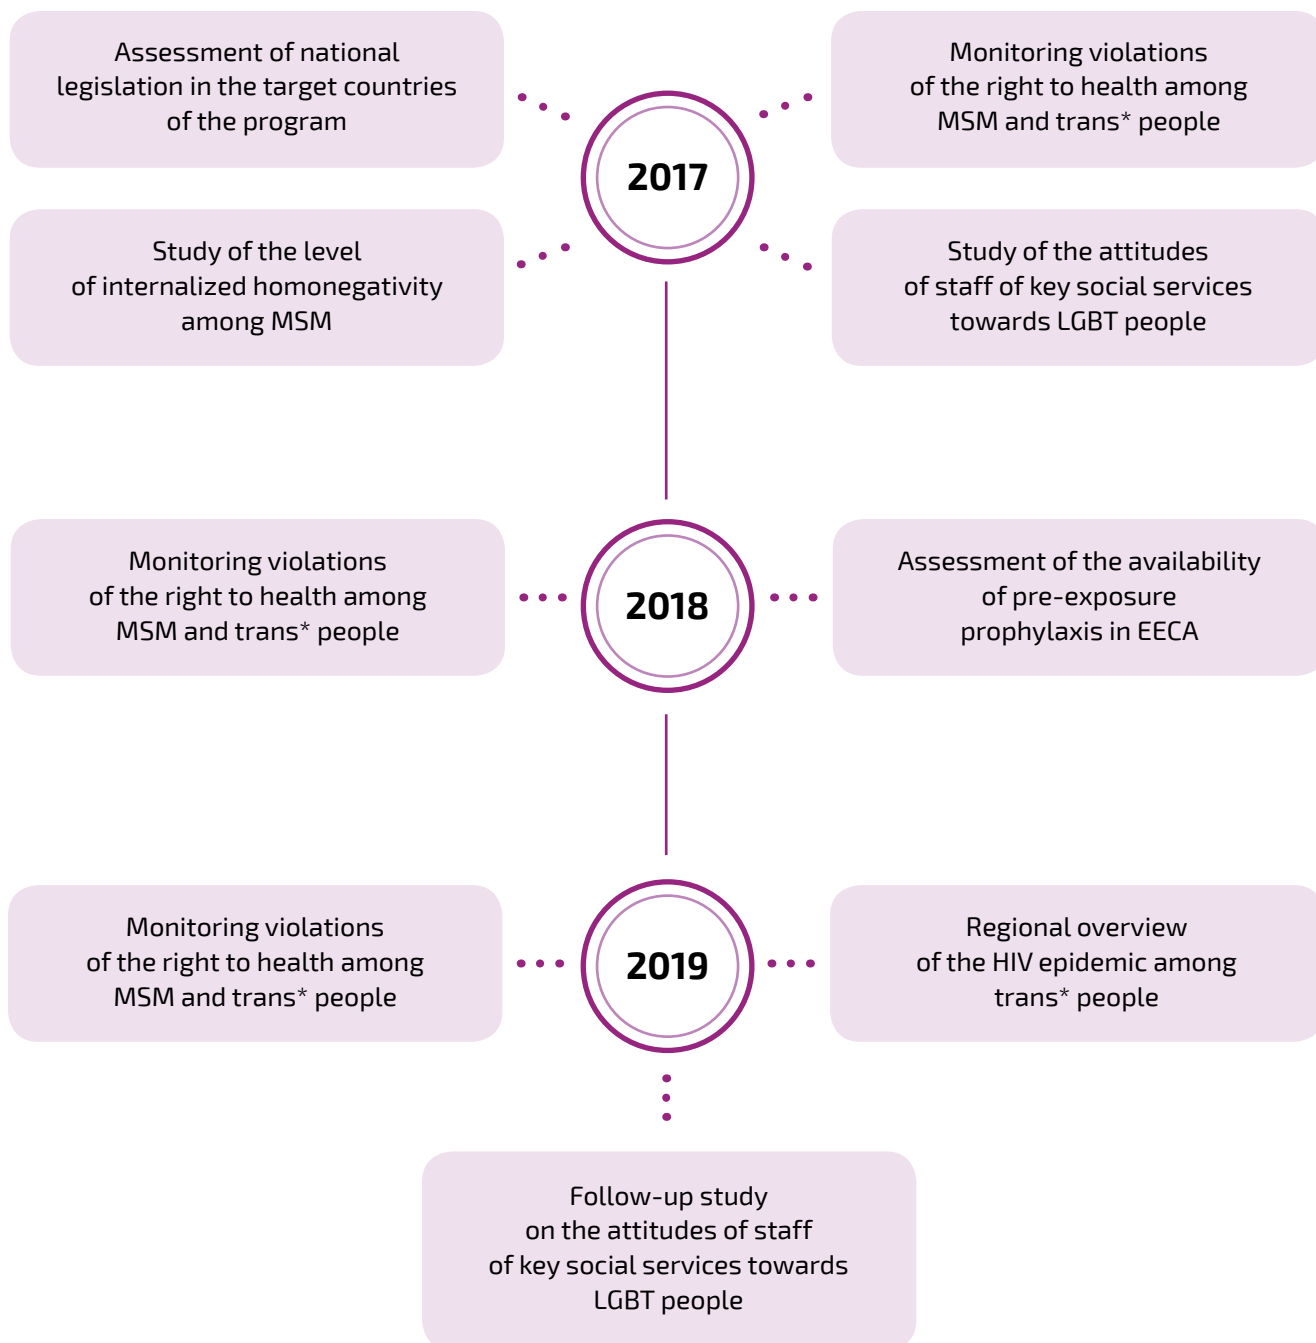 Assessment of national
legislation in the target countries
of the program
Monitoring violations
of the right to health among
MSM and trans* people
2017
Study of the level
of internalized homonegativity
among MSM
Study of the attitudes
of staff of key social services
towards LGBT people
Monitoring violations
of the right to health among
MSM and trans* people
2018
Assessment of the availability
of pre-exposure
prophylaxis in EECA
Monitoring violations
of the right to health among
MSM and trans* people
2019
Regional overview
of the HIV epidemic among
trans* people
Follow-up study
on the attitudes of staff
of key social services towards
LGBT people